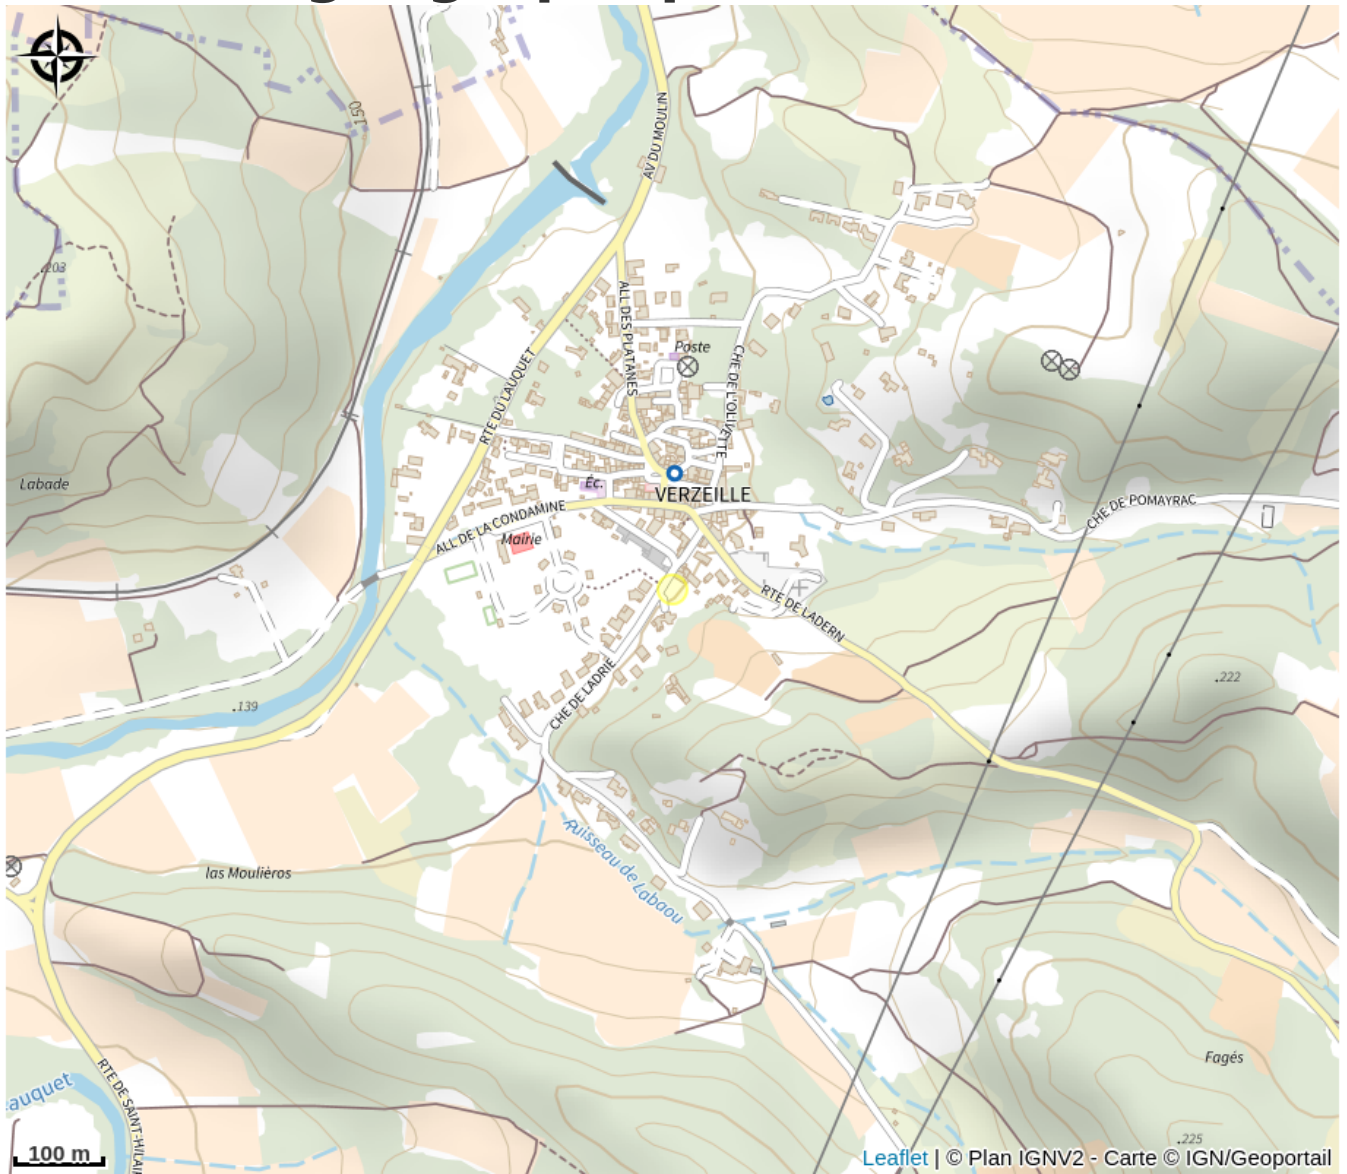 150
AV DU MOULIN
203
ALL DES PLATANES
Poste
CHE DE L'OLIVETTE
RTE DU LAUQUET
Labade
Éc.
VERZEILLE
CHE DE POMAYRAC
ALL DE LA CONDAMINE
Mairie
RTE DE LADERN
CHE DE LADRIE
222
139
Ruisseau de Labaou
las Moulièros
Fagés
RTE DE SAINT-HILAI
auquet
225
100 m
Leaflet | © Plan IGNV2 - Carte © IGN/Geoportail